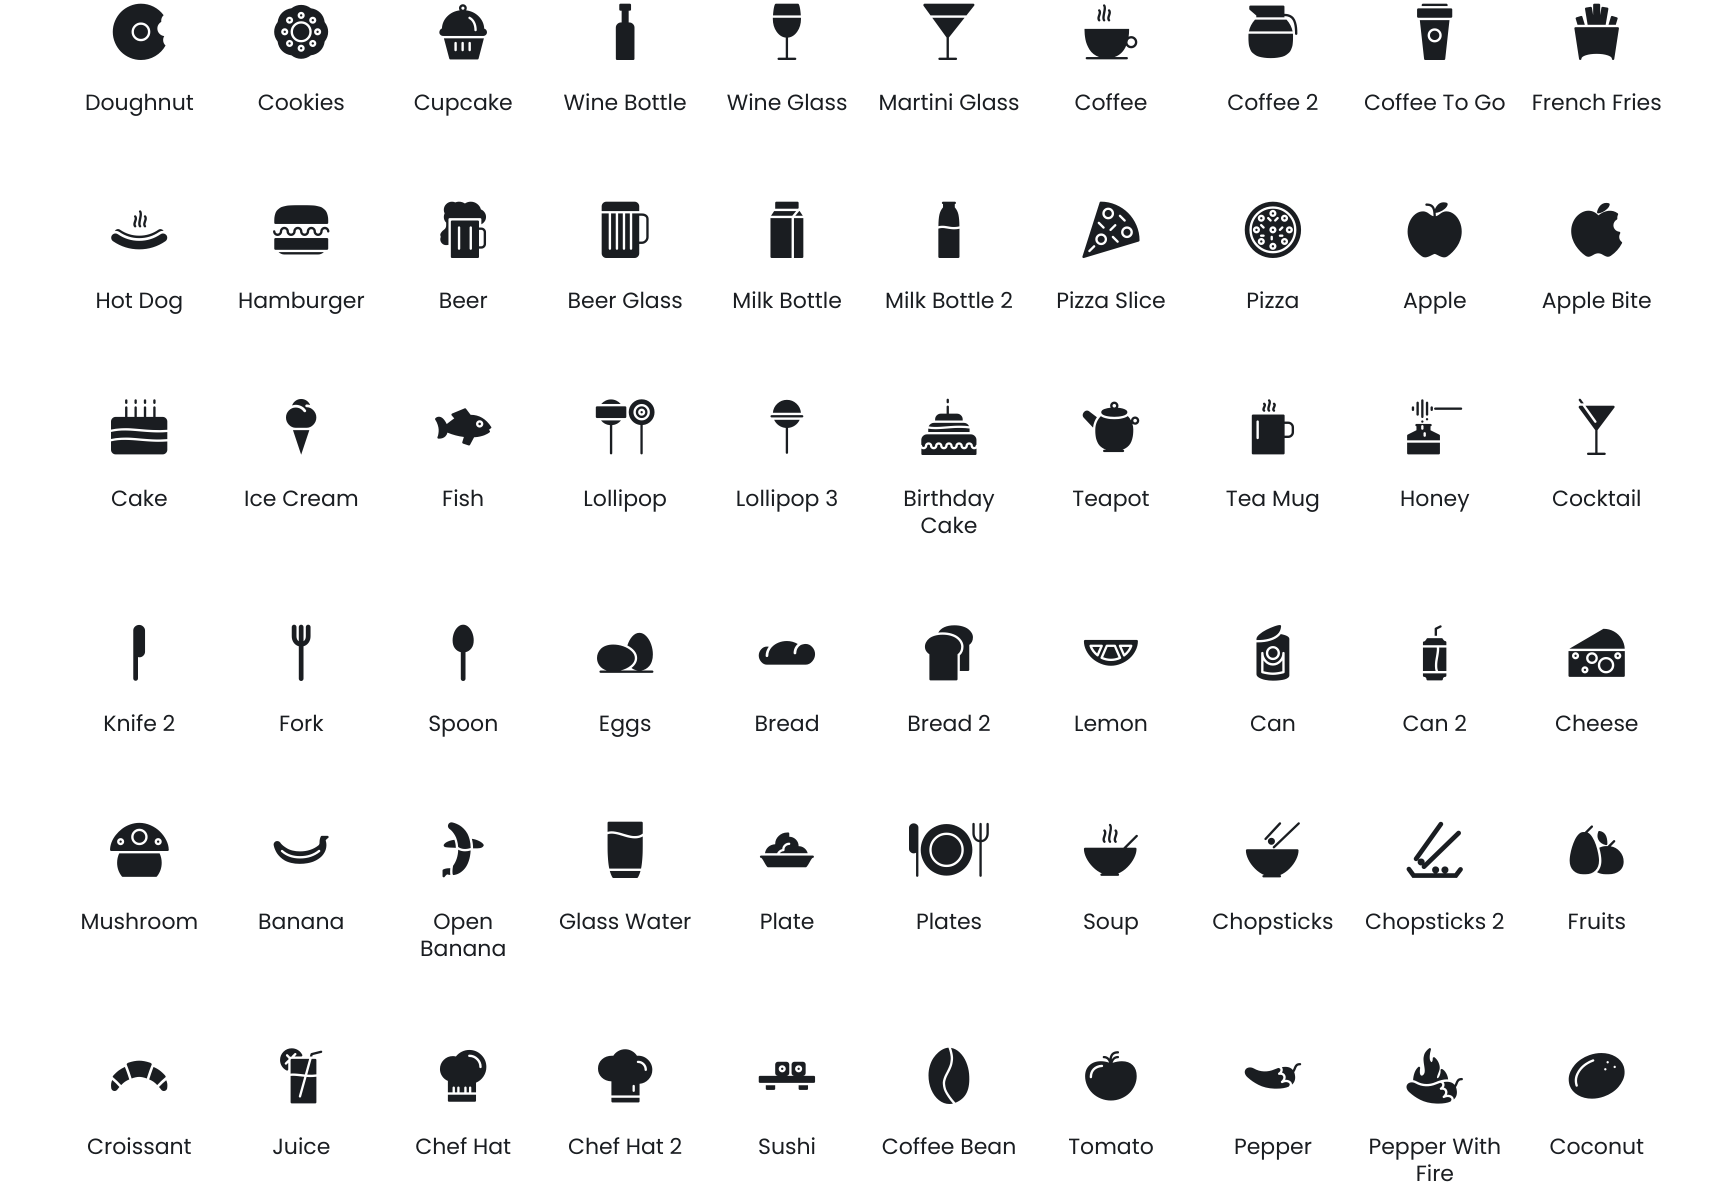 Doughnut Cookies Cupcake Wine Bottle Wine Glass Martini Glass Coffee Coffee 2 Coffee To Go French Fries
Hot Dog Hamburger Beer Beer Glass Milk Bottle Milk Bottle 2 Pizza Slice Pizza Apple Apple Bite
Cake Ice Cream Fish Lollipop Lollipop 3 Birthday Teapot Tea Mug Honey Cocktail
Cake
Knife 2 Fork Spoon Eggs Bread Bread 2 Lemon Can Can 2 Cheese
Mushroom Banana Open Glass Water Plate Plates Soup Chopsticks Chopsticks 2 Fruits
Banana
Croissant Juice Chef Hat Chef Hat 2 Sushi Coffee Bean Tomato Pepper Pepper With Coconut
Fire